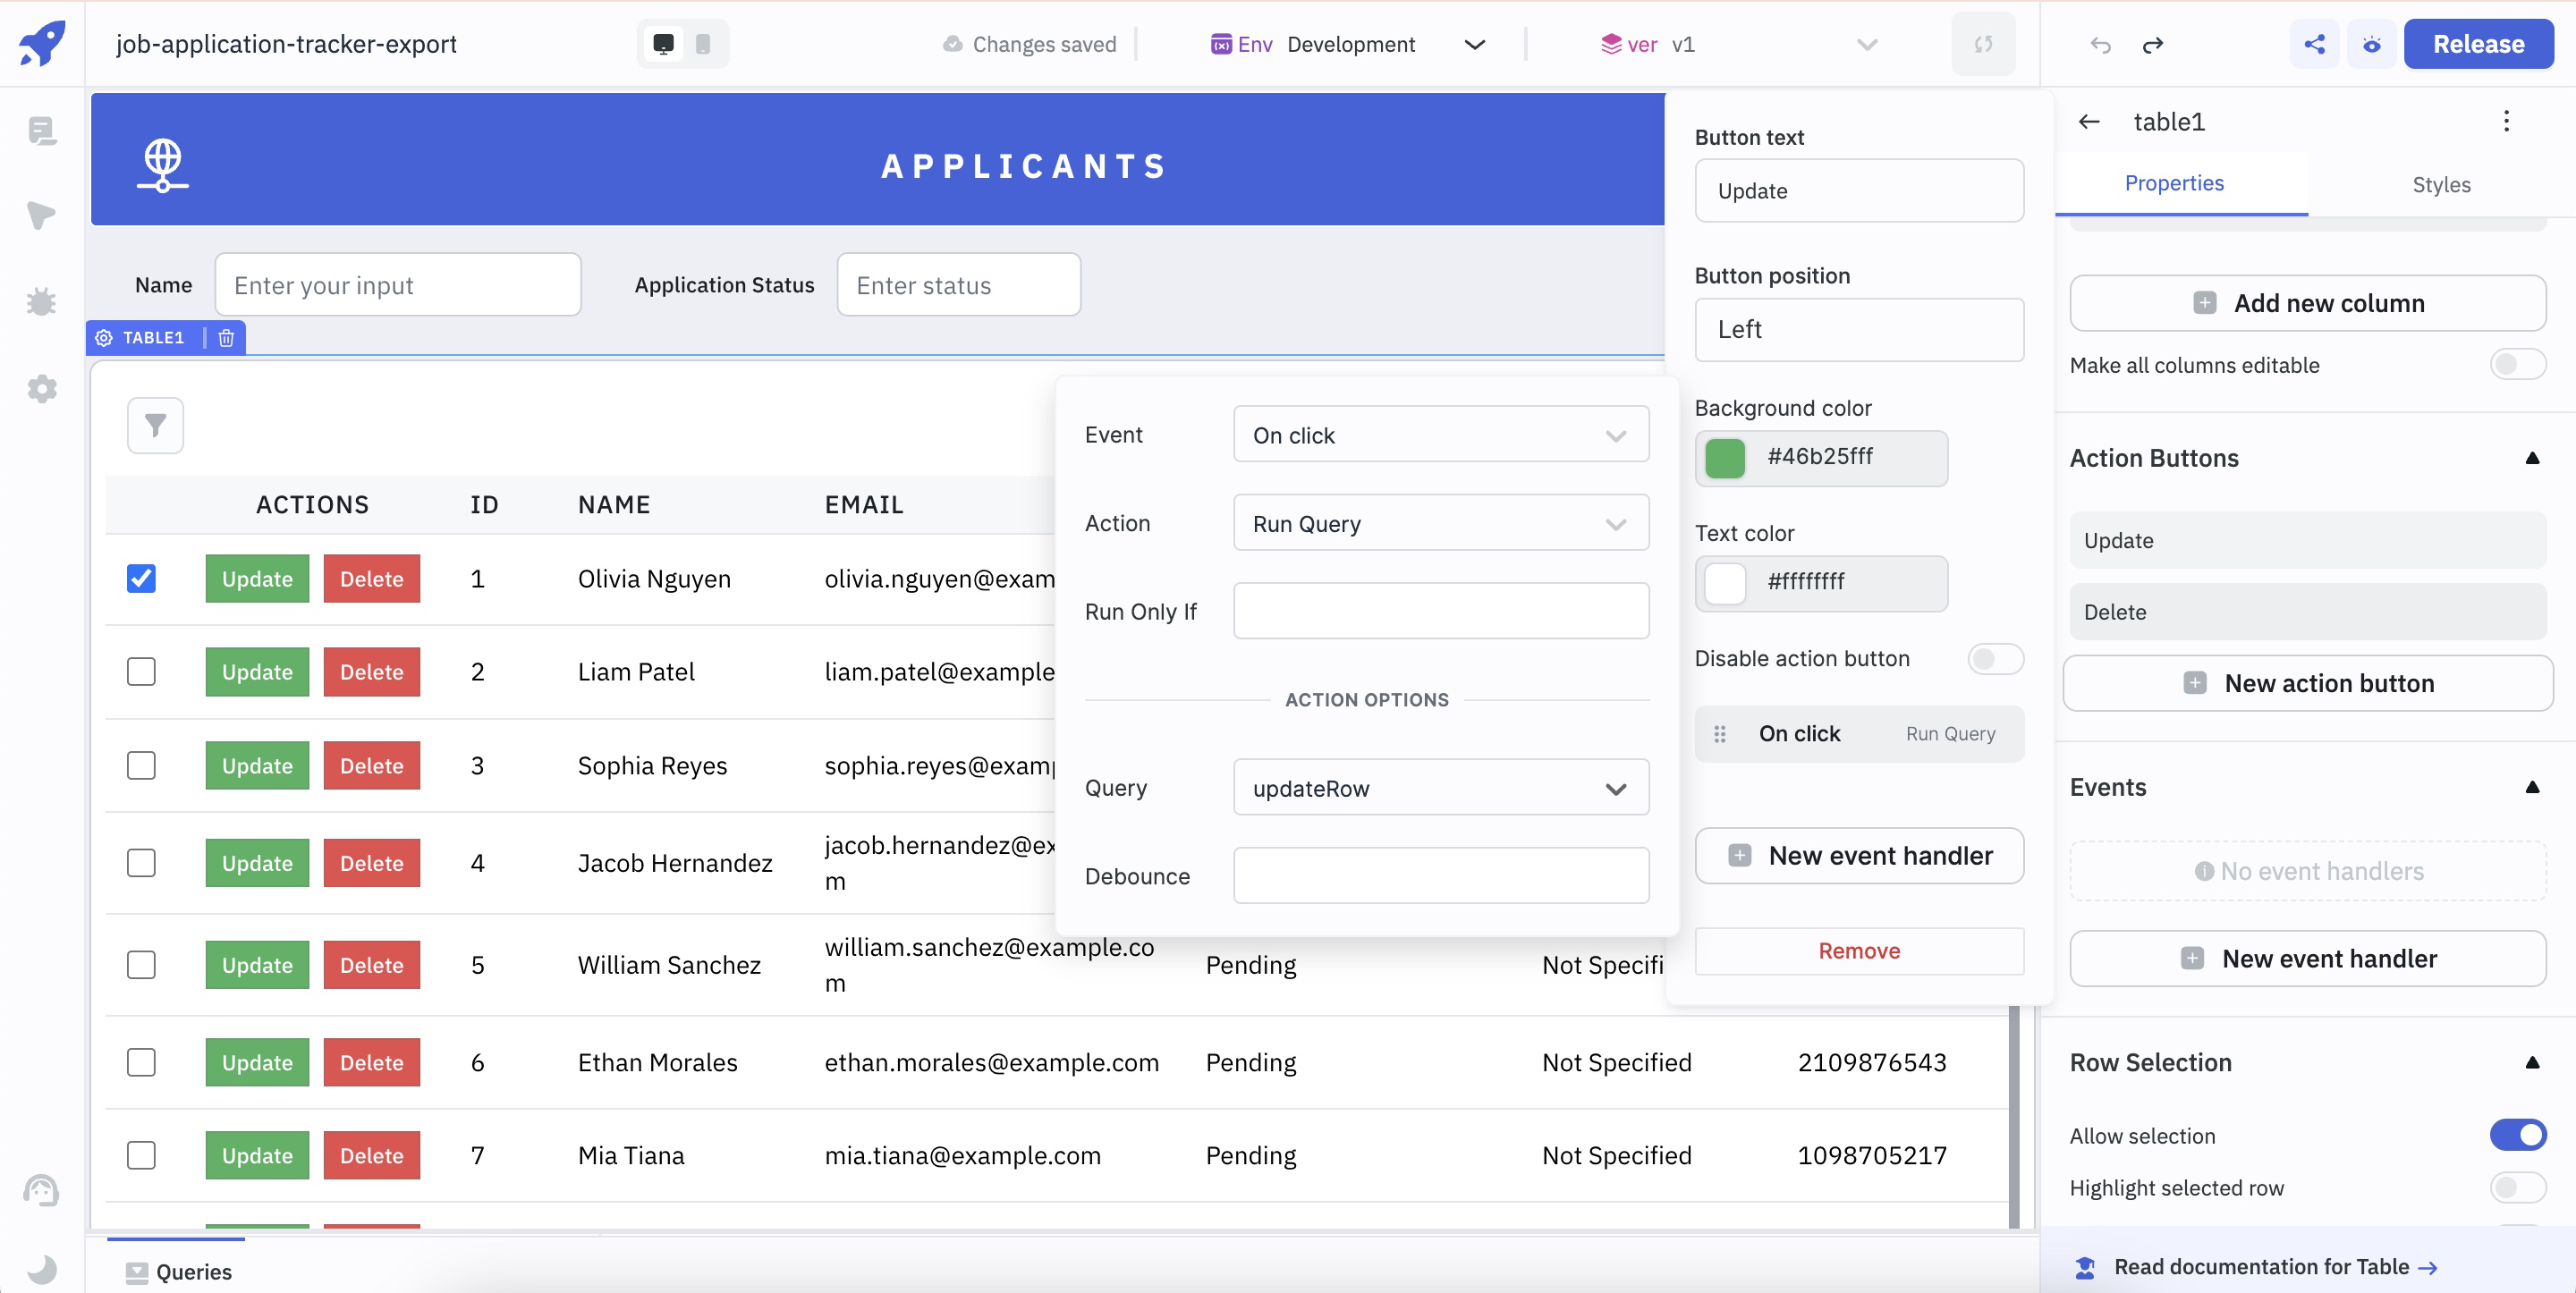 job-application-tracker-export
Changes saved
Env Development
ver v1
Release
APPLICANTS
Name
Enter your input
Application Status
Enter status
TABLE1
ACTIONS ID NAME EMAIL
Update Delete 1 Olivia Nguyen olivia.nguyen@exam
Update Delete 2 Liam Patel liam.patel@example
Update Delete 3 Sophia Reyes sophia.reyes@examp
Update Delete 4 Jacob Hernandez jacob.hernandez@ex
m
Update Delete 5 William Sanchez william.sanchez@example.co
m
Pending Not Specifi
Update Delete 6 Ethan Morales ethan.morales@example.com Pending Not Specified 2109876543
Update Delete 7 Mia Tiana mia.tiana@example.com Pending Not Specified 1098705217
Queries
Event On click
Action Run Query
Run Only If
ACTION OPTIONS
Query updateRow
Debounce
Button text
Update
Button position
Left
Background color
#46b25fff
Text color
#ffffffff
Disable action button
On click Run Query
New event handler
Remove
table1
Properties Styles
Add new column
Make all columns editable
Action Buttons
Update
Delete
New action button
Events
No event handlers
New event handler
Row Selection
Allow selection
Highlight selected row
Read documentation for Table →